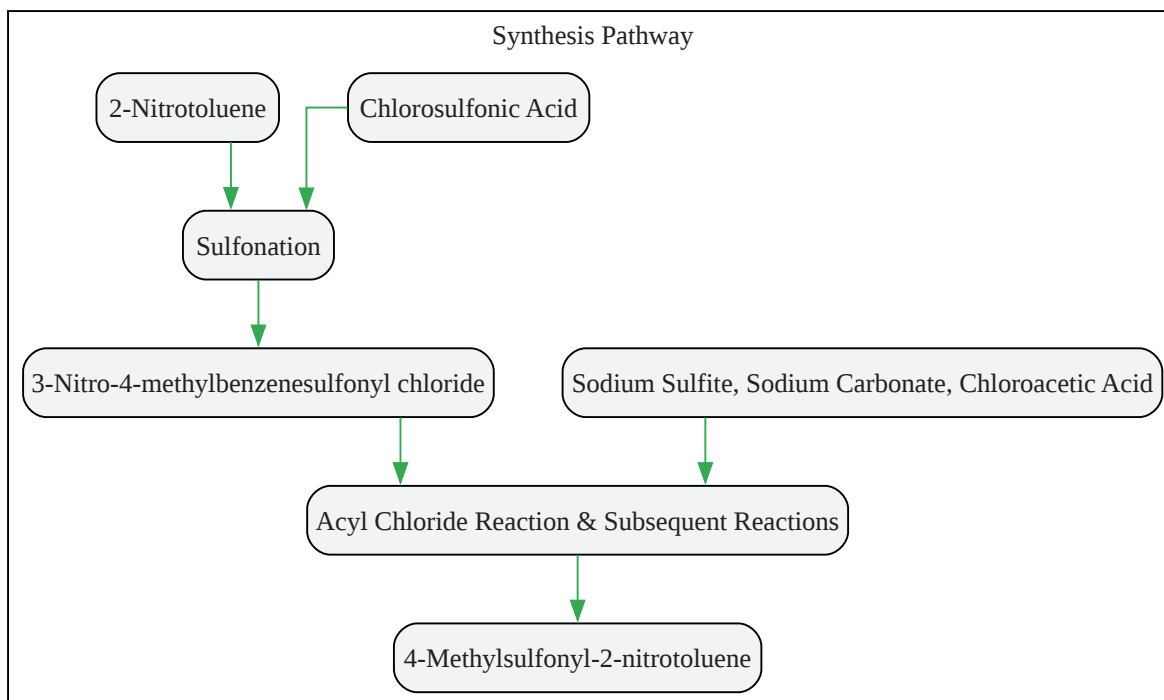 Synthesis Pathway
2-Nitrotoluene
Chlorosulfonic Acid
Sulfonation
3-Nitro-4-methylbenzenesulfonyl chloride
Sodium Sulfite, Sodium Carbonate, Chloroacetic Acid
Acyl Chloride Reaction & Subsequent Reactions
4-Methylsulfonyl-2-nitrotoluene